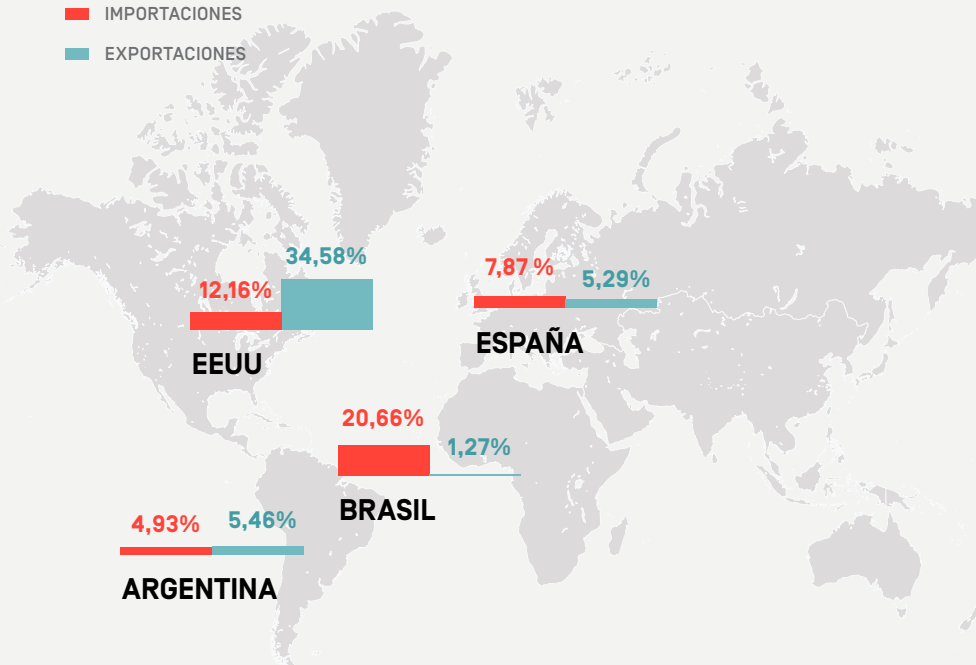 IMPORTACIONES
EXPORTACIONES
34,58%
12,16%
EEUU
7,87 %
5,29%
ESPAÑA
20,66%
1,27%
BRASIL
4,93%
5,46%
ARGENTINA